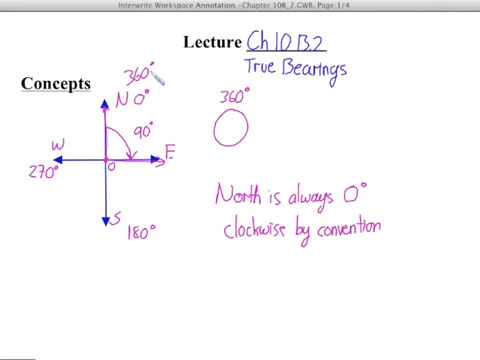 Interwrite Workspace Annotation -Chapter 10B_2.GWB, Page:1/4
Lecture Ch 10 B.2
True Bearings
Concepts
360°
N 0°
360°
90°
W
E
270°
0
S
180°
North is always 0°
clockwise by convention